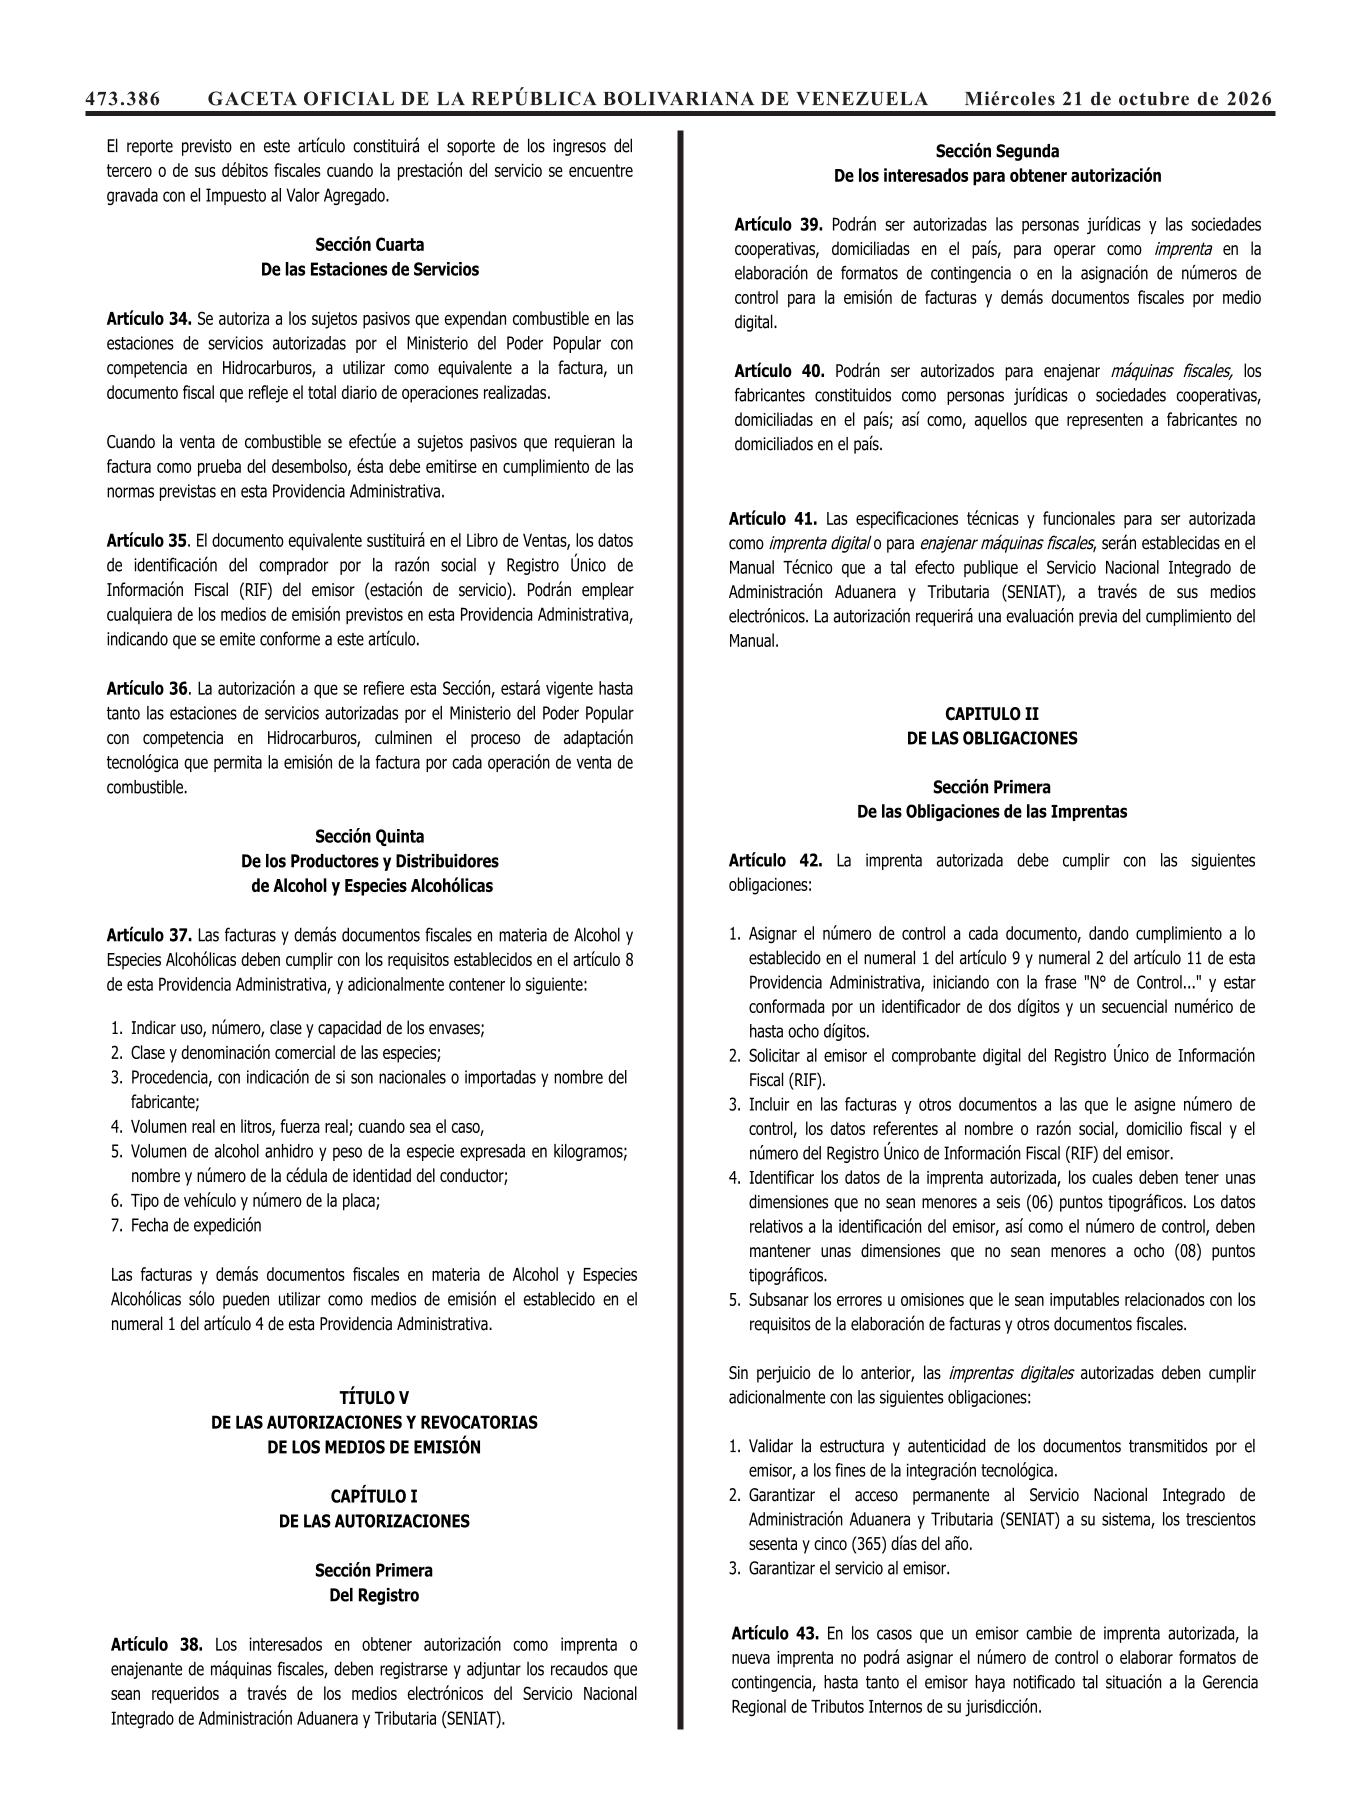 473.386 GACETA OFICIAL DE LA REPÚBLICA BOLIVARIANA DE VENEZUELA Miércoles 21 de octubre de 2026
El reporte previsto en este artículo constituirá el soporte de los ingresos del
tercero o de sus débitos fiscales cuando la prestación del servicio se encuentre
gravada con el Impuesto al Valor Agregado.
Sección Cuarta
De las Estaciones de Servicios
Artículo 34. Se autoriza a los sujetos pasivos que expendan combustible en las
estaciones de servicios autorizadas por el Ministerio del Poder Popular con
competencia en Hidrocarburos, a utilizar como equivalente a la factura, un
documento fiscal que refleje el total diario de operaciones realizadas.
Cuando la venta de combustible se efectúe a sujetos pasivos que requieran la
factura como prueba del desembolso, ésta debe emitirse en cumplimiento de las
normas previstas en esta Providencia Administrativa.
Artículo 35. El documento equivalente sustituirá en el Libro de Ventas, los datos
de identificación del comprador por la razón social y Registro Único de
Información Fiscal (RIF) del emisor (estación de servicio). Podrán emplear
cualquiera de los medios de emisión previstos en esta Providencia Administrativa,
indicando que se emite conforme a este artículo.
Artículo 36. La autorización a que se refiere esta Sección, estará vigente hasta
tanto las estaciones de servicios autorizadas por el Ministerio del Poder Popular
con competencia en Hidrocarburos, culminen el proceso de adaptación
tecnológica que permita la emisión de la factura por cada operación de venta de
combustible.
Sección Quinta
De los Productores y Distribuidores
de Alcohol y Especies Alcohólicas
Artículo 37. Las facturas y demás documentos fiscales en materia de Alcohol y
Especies Alcohólicas deben cumplir con los requisitos establecidos en el artículo 8
de esta Providencia Administrativa, y adicionalmente contener lo siguiente:
1. Indicar uso, número, clase y capacidad de los envases;
2. Clase y denominación comercial de las especies;
3. Procedencia, con indicación de si son nacionales o importadas y nombre del
fabricante;
4. Volumen real en litros, fuerza real; cuando sea el caso,
5. Volumen de alcohol anhidro y peso de la especie expresada en kilogramos;
nombre y número de la cédula de identidad del conductor;
6. Tipo de vehículo y número de la placa;
7. Fecha de expedición
Las facturas y demás documentos fiscales en materia de Alcohol y Especies
Alcohólicas sólo pueden utilizar como medios de emisión el establecido en el
numeral 1 del artículo 4 de esta Providencia Administrativa.
TÍTULO V
DE LAS AUTORIZACIONES Y REVOCATORIAS
DE LOS MEDIOS DE EMISIÓN
CAPÍTULO I
DE LAS AUTORIZACIONES
Sección Primera
Del Registro
Artículo 38. Los interesados en obtener autorización como imprenta o
enajenante de máquinas fiscales, deben registrarse y adjuntar los recaudos que
sean requeridos a través de los medios electrónicos del Servicio Nacional
Integrado de Administración Aduanera y Tributaria (SENIAT).
Sección Segunda
De los interesados para obtener autorización
Artículo 39. Podrán ser autorizadas las personas jurídicas y las sociedades
cooperativas, domiciliadas en el país, para operar como imprenta en la
elaboración de formatos de contingencia o en la asignación de números de
control para la emisión de facturas y demás documentos fiscales por medio
digital.
Artículo 40. Podrán ser autorizados para enajenar máquinas fiscales, los
fabricantes constituidos como personas jurídicas o sociedades cooperativas,
domiciliadas en el país; así como, aquellos que representen a fabricantes no
domiciliados en el país.
Artículo 41. Las especificaciones técnicas y funcionales para ser autorizada
como imprenta digital o para enajenar máquinas fiscales, serán establecidas en el
Manual Técnico que a tal efecto publique el Servicio Nacional Integrado de
Administración Aduanera y Tributaria (SENIAT), a través de sus medios
electrónicos. La autorización requerirá una evaluación previa del cumplimiento del
Manual.
CAPITULO II
DE LAS OBLIGACIONES
Sección Primera
De las Obligaciones de las Imprentas
Artículo 42. La imprenta autorizada debe cumplir con las siguientes
obligaciones:
1. Asignar el número de control a cada documento, dando cumplimiento a lo
establecido en el numeral 1 del artículo 9 y numeral 2 del artículo 11 de esta
Providencia Administrativa, iniciando con la frase "N° de Control..." y estar
conformada por un identificador de dos dígitos y un secuencial numérico de
hasta ocho dígitos.
2. Solicitar al emisor el comprobante digital del Registro Único de Información
Fiscal (RIF).
3. Incluir en las facturas y otros documentos a las que le asigne número de
control, los datos referentes al nombre o razón social, domicilio fiscal y el
número del Registro Único de Información Fiscal (RIF) del emisor.
4. Identificar los datos de la imprenta autorizada, los cuales deben tener unas
dimensiones que no sean menores a seis (06) puntos tipográficos. Los datos
relativos a la identificación del emisor, así como el número de control, deben
mantener unas dimensiones que no sean menores a ocho (08) puntos
tipográficos.
5. Subsanar los errores u omisiones que le sean imputables relacionados con los
requisitos de la elaboración de facturas y otros documentos fiscales.
Sin perjuicio de lo anterior, las imprentas digitales autorizadas deben cumplir
adicionalmente con las siguientes obligaciones:
1. Validar la estructura y autenticidad de los documentos transmitidos por el
emisor, a los fines de la integración tecnológica.
2. Garantizar el acceso permanente al Servicio Nacional Integrado de
Administración Aduanera y Tributaria (SENIAT) a su sistema, los trescientos
sesenta y cinco (365) días del año.
3. Garantizar el servicio al emisor.
Artículo 43. En los casos que un emisor cambie de imprenta autorizada, la
nueva imprenta no podrá asignar el número de control o elaborar formatos de
contingencia, hasta tanto el emisor haya notificado tal situación a la Gerencia
Regional de Tributos Internos de su jurisdicción.